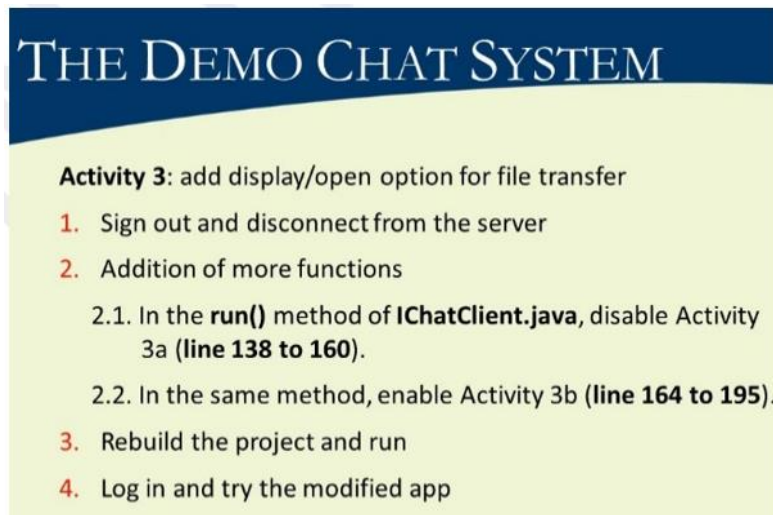 THE DEMO CHAT SYSTEM
Activity 3: add display/open option for file transfer
1. Sign out and disconnect from the server
2. Addition of more functions
2.1. In the run() method of IChatClient.java, disable Activity
3a (line 138 to 160).
2.2. In the same method, enable Activity 3b (line 164 to 195).
3. Rebuild the project and run
4. Log in and try the modified app